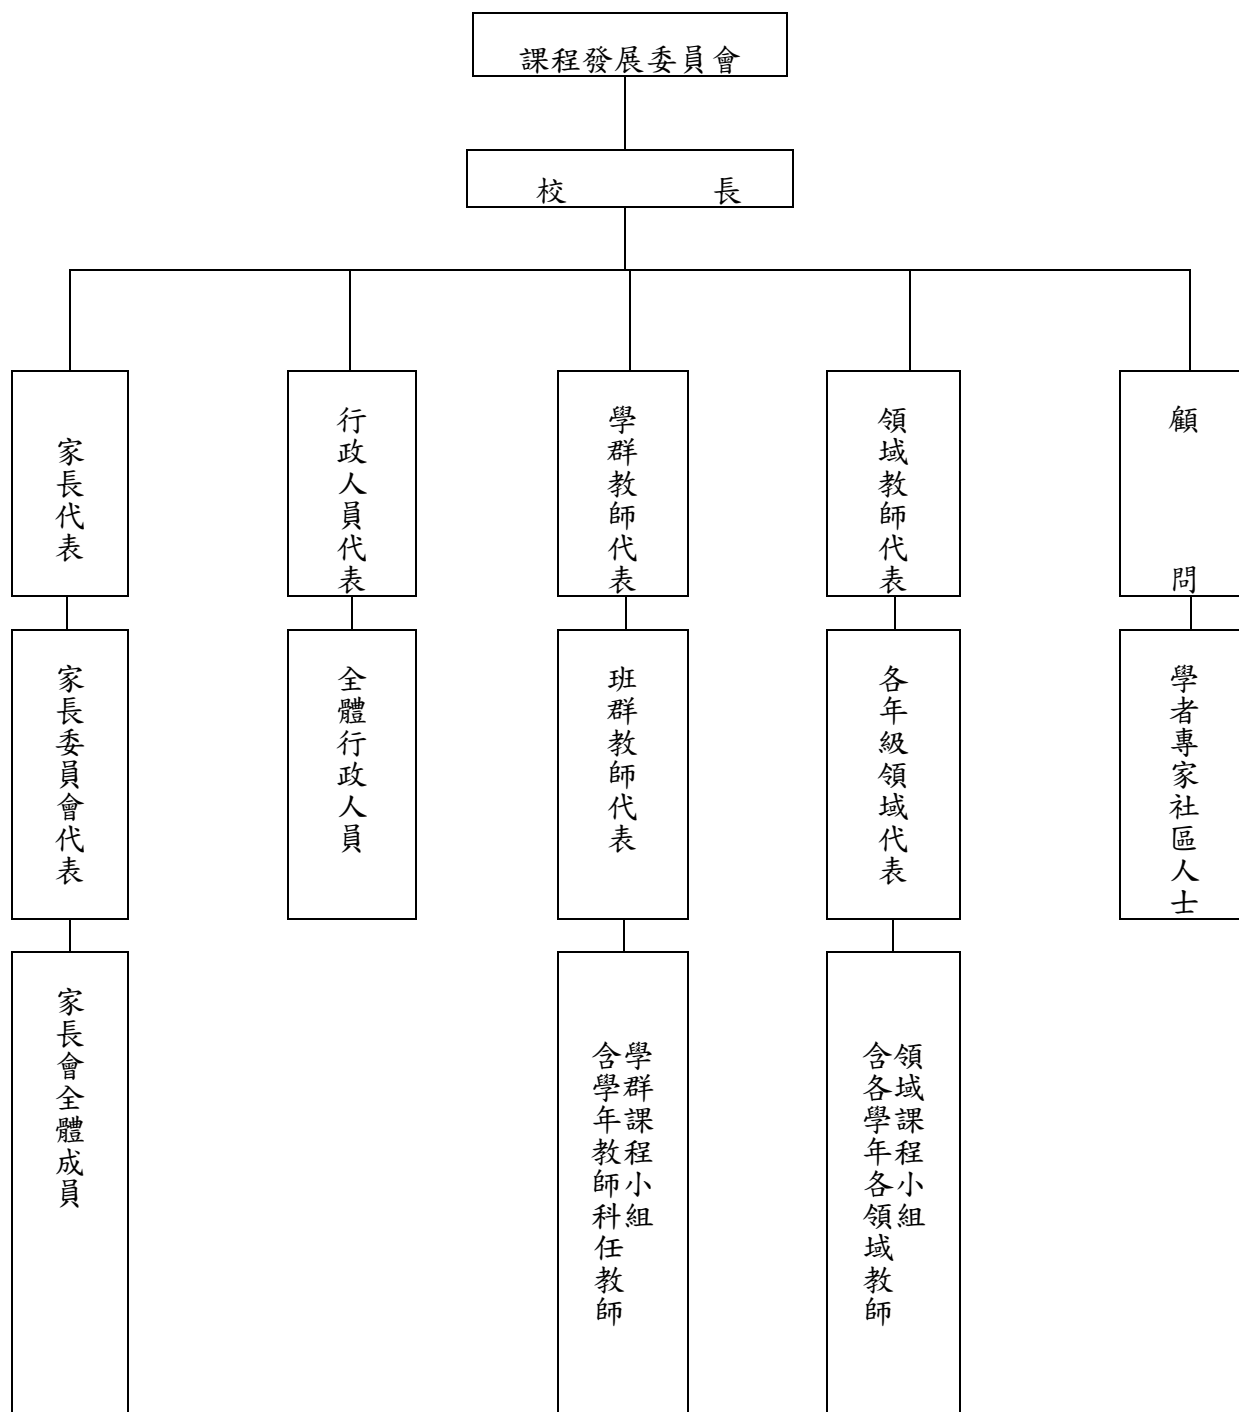 課程發展委員會
校 長
家長代表
行政人員代表
學群教師代表
領域教師代表
顧 問
家長委員會代表
全體行政人員
班群教師代表
各年級領域代表
學者專家社區人士
家長會全體成員
學群課程小組
含學年教師科任教師
領域課程小組
含各學年各領域教師